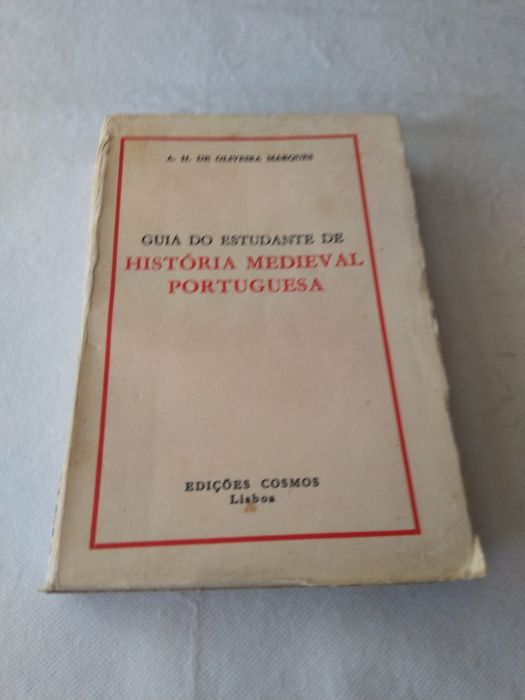 A. H. DE OLIVEIRA MARQUES
GUIA DO ESTUDANTE DE
HISTÓRIA MEDIEVAL
PORTUGUESA
EDIÇÕES COSMOS
Lisboa